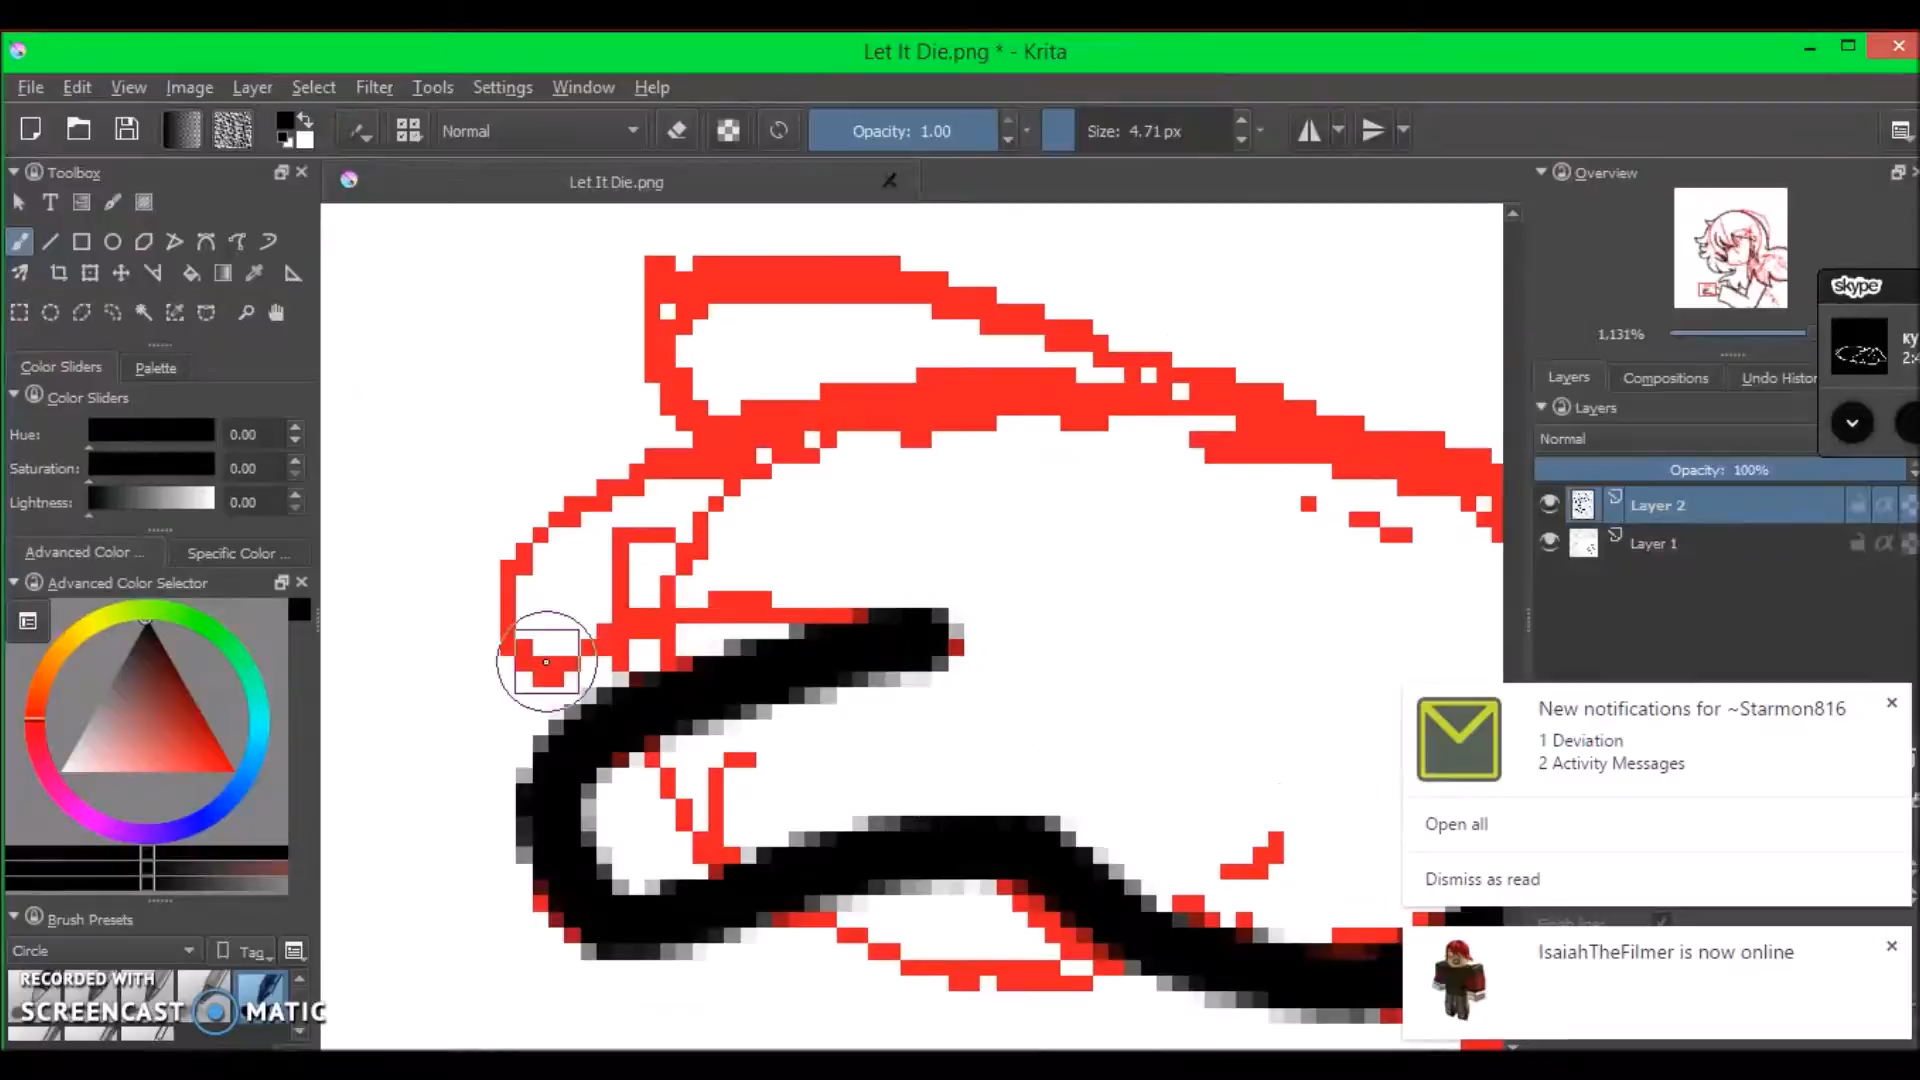 Let It Die.png * - Krita
File Edit View Image Layer Select Filter Tools Settings Window Help
Normal Opacity: 1.00 Size: 4.71 px
Toolbox
Let It Die.png
Overview
skype
1,131%
2:4
Color Sliders Palette
Layers Compositions Undo Histor
Color Sliders
Layers
Hue: 0.00
Normal
Saturation: 0.00
Opacity: 100%
Lightness: 0.00
Layer 2
Layer 1
Advanced Color ... Specific Color ...
Advanced Color Selector
New notifications for ~Starmon816
1 Deviation
2 Activity Messages
Open all
Dismiss as read
Brush Presets
Circle Tag
IsaiahTheFilmer is now online
RECORDED WITH
SCREENCAST MATIC